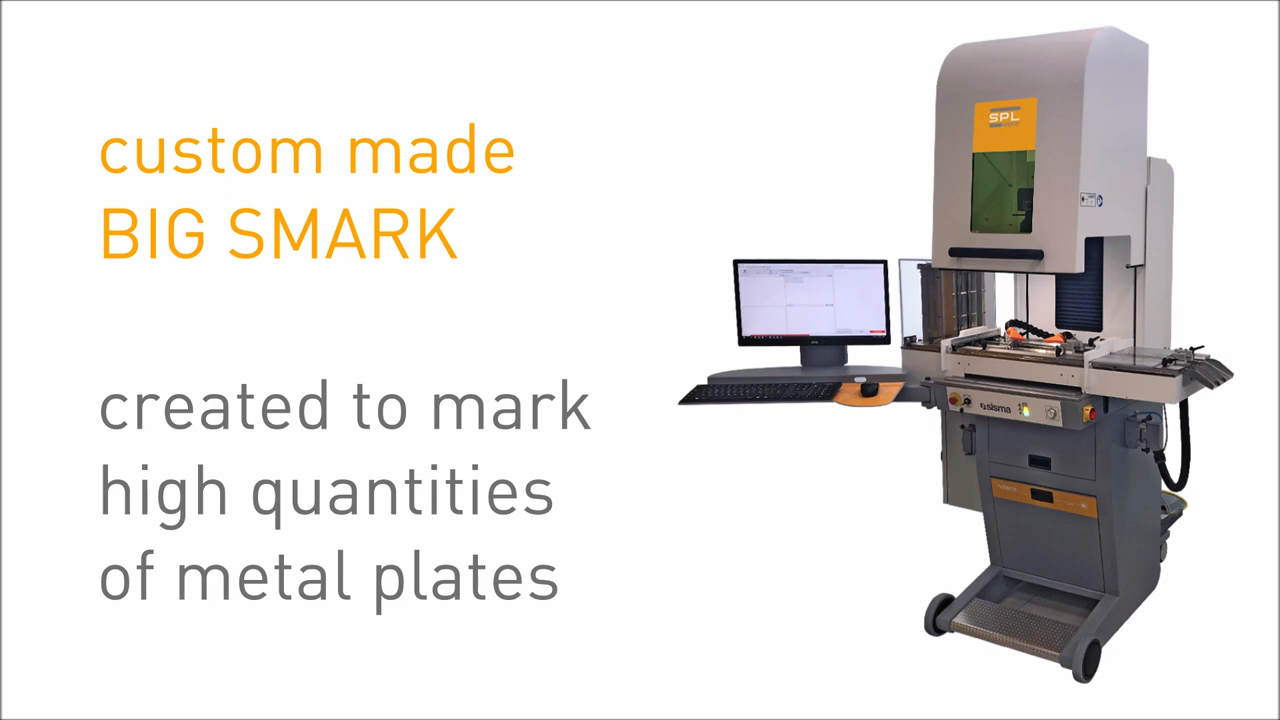 custom made
BIG SMARK
created to mark
high quantities
of metal plates
SPL
sisma